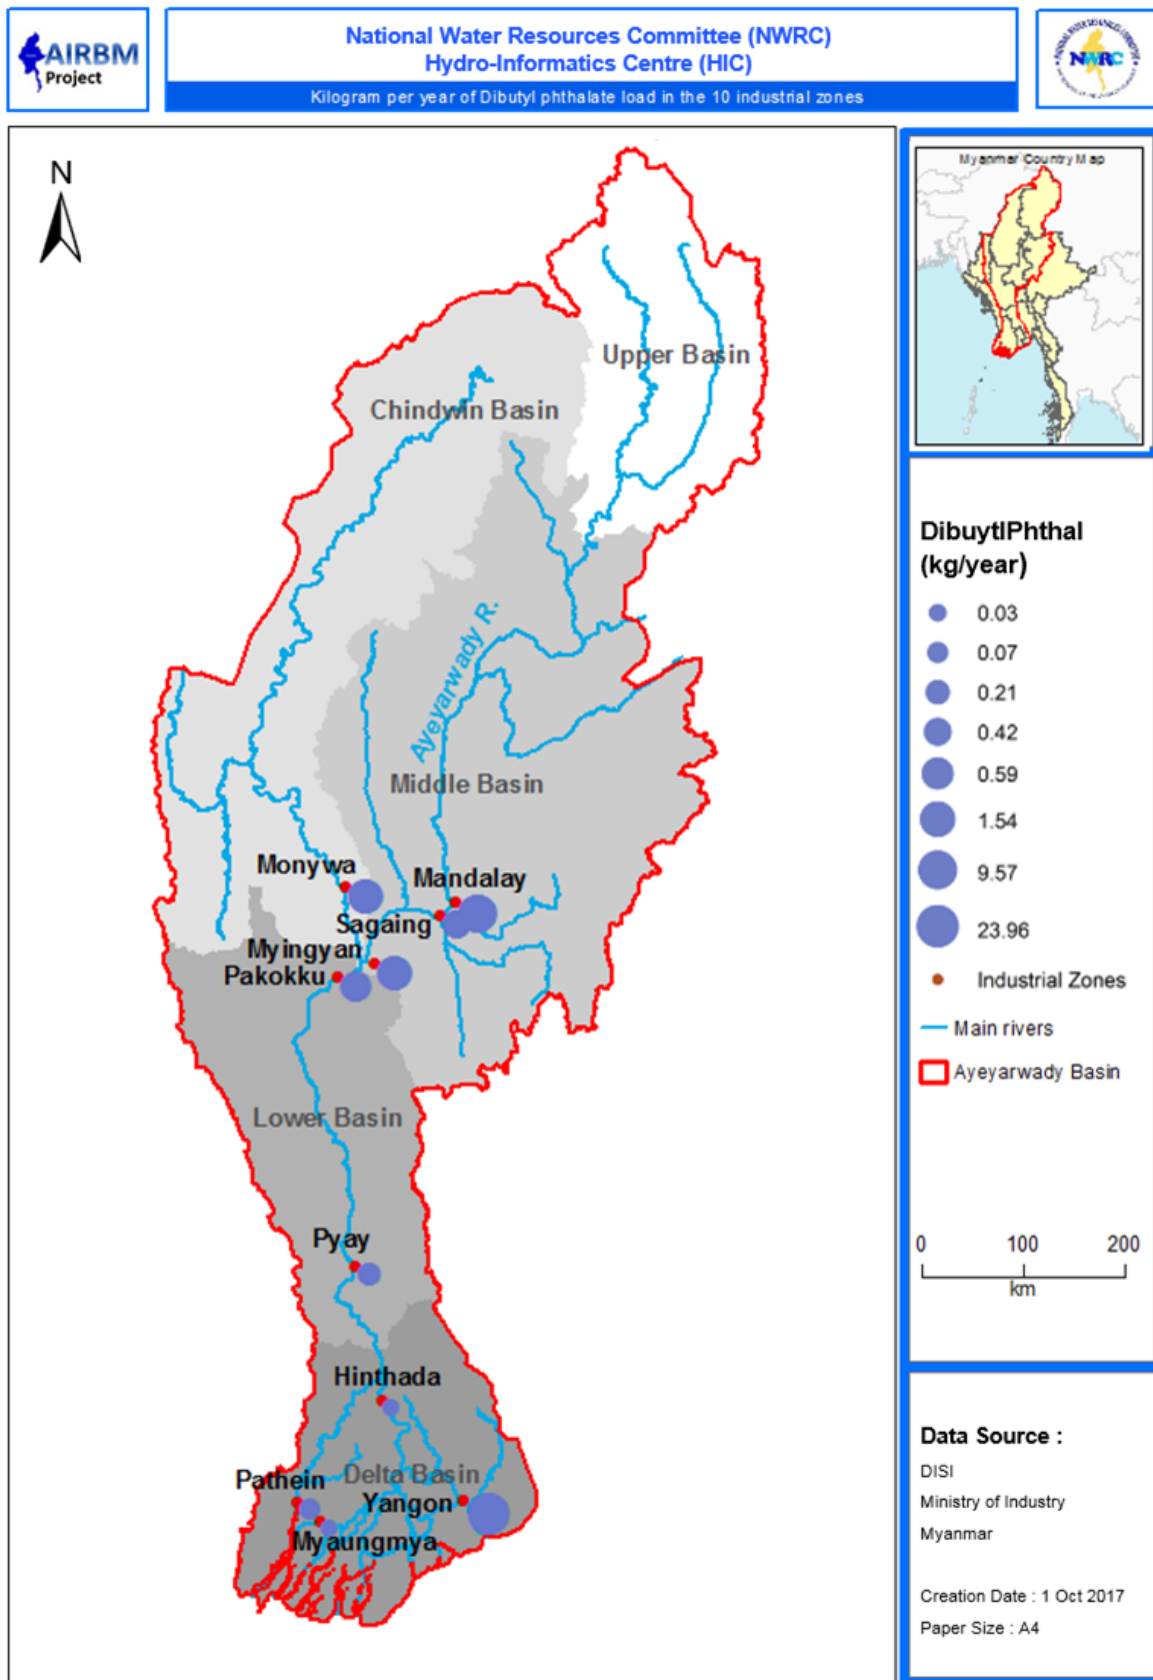 AIRBM
Project
National Water Resources Committee (NWRC)
Hydro-Informatics Centre (HIC)
Kilogram per year of Dibutyl phthalate load in the 10 industrial zones
NWRC
N
Myanmar Country Map
Upper Basin
Chindwin Basin
Ayeyarwady R.
Middle Basin
Monywa
Mandalay
Sagaing
Myingyan
Pakokku
Lower Basin
Pyay
Hinthada
Pathein
Delta Basin
Yangon
Myaungmya
DibuytlPhthal
(kg/year)
0.03
0.07
0.21
0.42
0.59
1.54
9.57
23.96
Industrial Zones
Main rivers
Ayeyarwady Basin
0 100 200
km
Data Source :
DISI
Ministry of Industry
Myanmar
Creation Date : 1 Oct 2017
Paper Size : A4